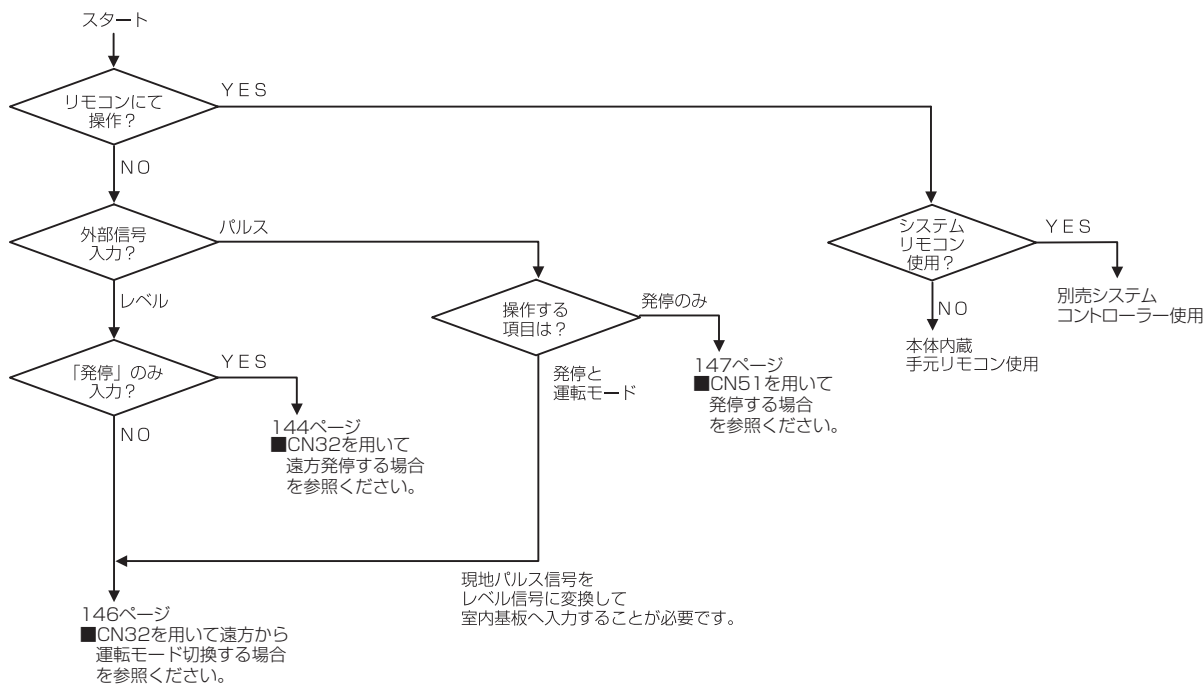 スタート
リモコンにて
操作？
YES
NO
外部信号
入力？
パルス
レベル
システム
リモコン
使用？
YES
別売システム
コントローラー使用
NO
本体内蔵
手元リモコン使用
操作する
項目は？
発停のみ
147ページ
■CN51を用いて
発停する場合
を参照ください。
発停と
運転モード
「発停」のみ
入力？
YES
144ページ
■CN32を用いて
遠方発停する場合
を参照ください。
NO
現地パルス信号を
レベル信号に変換して
室内基板へ入力することが必要です。
146ページ
■CN32を用いて遠方から
運転モード切換する場合
を参照ください。